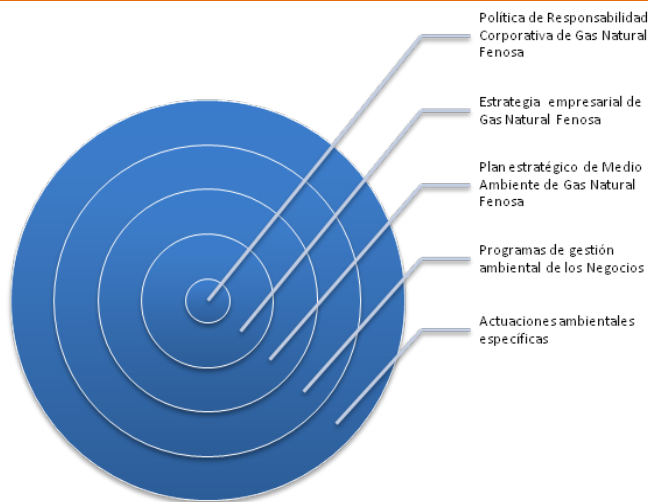 Política de Responsabilidad
Corporativa de Gas Natural
Fenosa
Estrategia empresarial de
Gas Natural Fenosa
Plan estratégico de Medio
Ambiente de Gas Natural
Fenosa
Programas de gestión
ambiental de los Negocios
Actuaciones ambientales
específicas